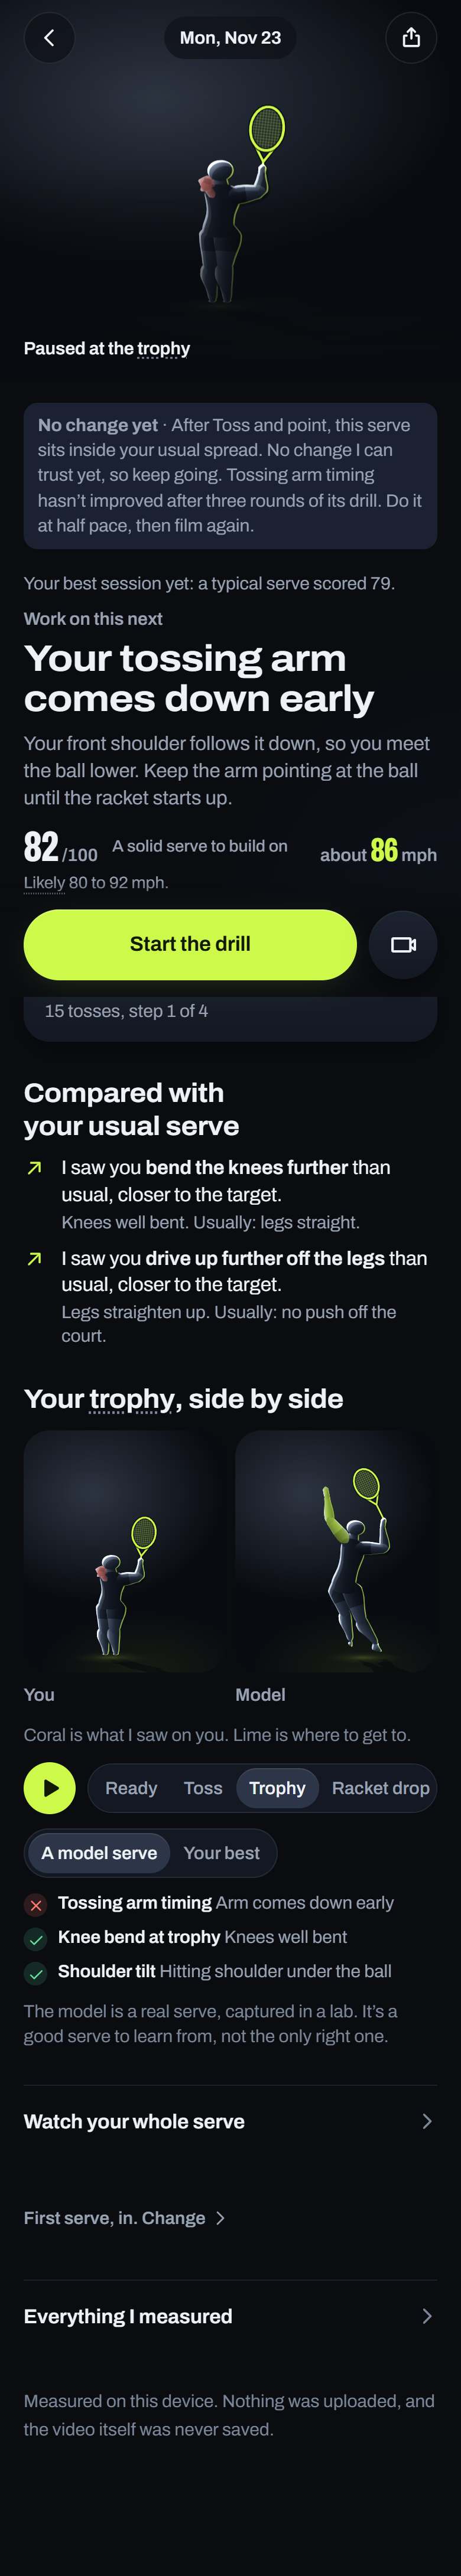 Mon, Nov 23
Paused at the trophy
No change yet · After Toss and point, this serve
sits inside your usual spread. No change I can
trust yet, so keep going. Tossing arm timing
hasn’t improved after three rounds of its drill. Do it
at half pace, then film again.
Your best session yet: a typical serve scored 79.
Work on this next
Your tossing arm
comes down early
Your front shoulder follows it down, so you meet
the ball lower. Keep the arm pointing at the ball
until the racket starts up.
82/100 A solid serve to build on about 86 mph
Likely 80 to 92 mph.
Start the drill
15 tosses, step 1 of 4
Compared with
your usual serve
I saw you bend the knees further than
usual, closer to the target.
Knees well bent. Usually: legs straight.
I saw you drive up further off the legs than
usual, closer to the target.
Legs straighten up. Usually: no push off the
court.
Your trophy, side by side
You Model
Coral is what I saw on you. Lime is where to get to.
Ready Toss Trophy Racket drop
A model serve Your best
Tossing arm timing Arm comes down early
Knee bend at trophy Knees well bent
Shoulder tilt Hitting shoulder under the ball
The model is a real serve, captured in a lab. It’s a
good serve to learn from, not the only right one.
Watch your whole serve
First serve, in. Change
Everything I measured
Measured on this device. Nothing was uploaded, and
the video itself was never saved.